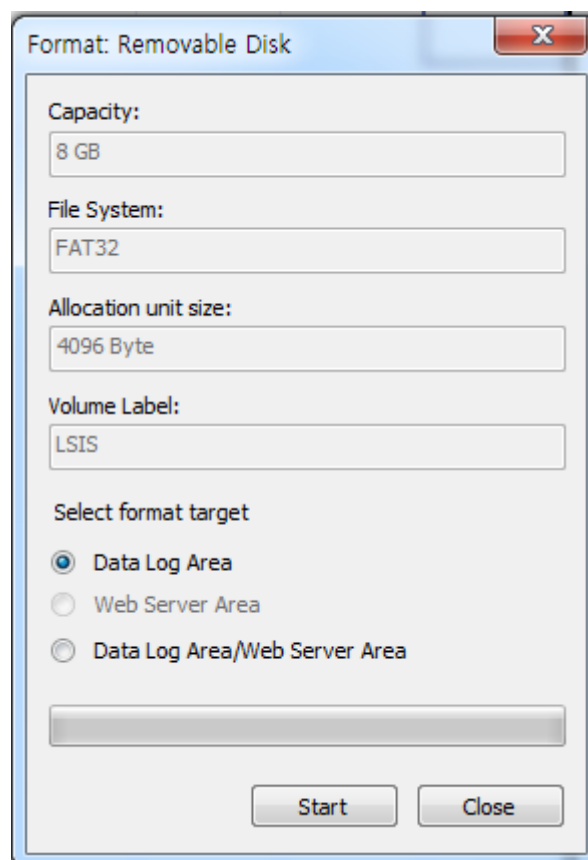 Format: Removable Disk
Capacity:
8 GB
File System:
FAT32
Allocation unit size:
4096 Byte
Volume Label:
LSIS
Select format target
Data Log Area
Web Server Area
Data Log Area/Web Server Area
Start Close